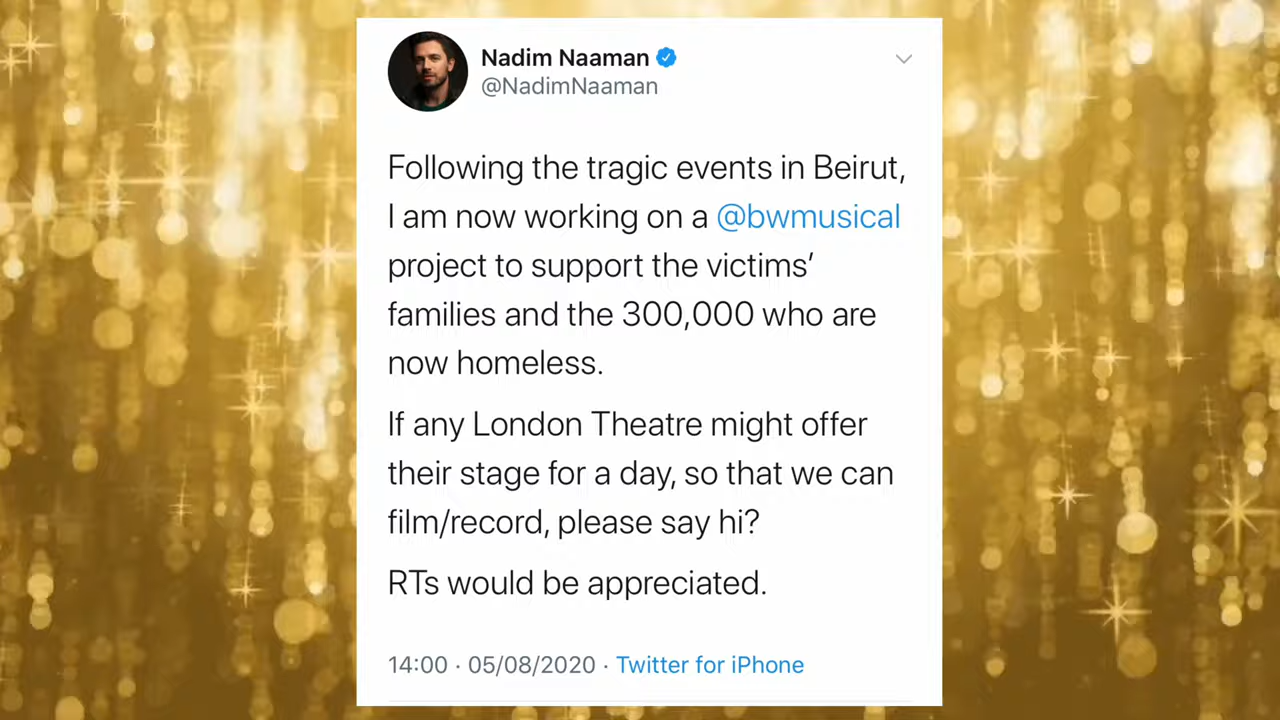 Nadim Naaman
@NadimNaaman
Following the tragic events in Beirut,
I am now working on a @bwmusical
project to support the victims’
families and the 300,000 who are
now homeless.
If any London Theatre might offer
their stage for a day, so that we can
film/record, please say hi?
RTs would be appreciated.
14:00 · 05/08/2020 · Twitter for iPhone